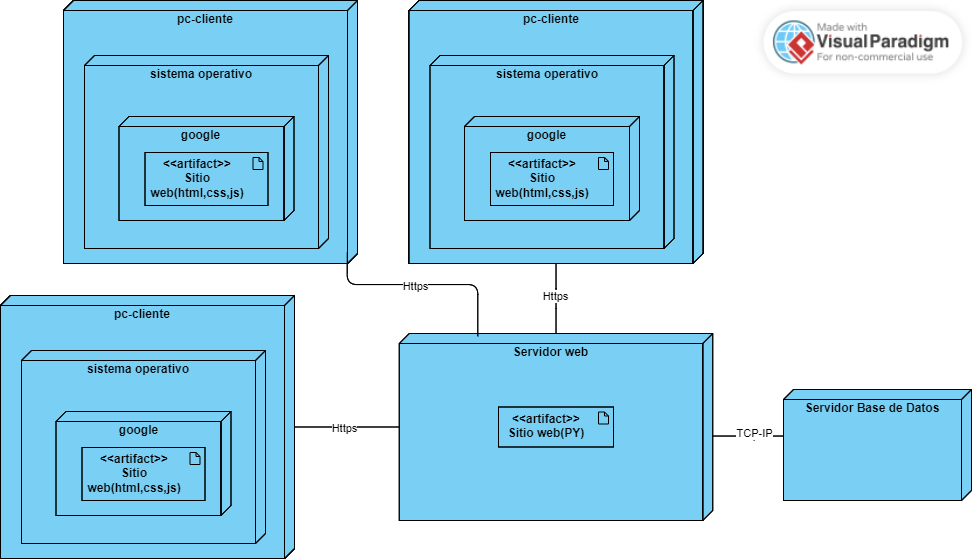 pc-cliente
sistema operativo
google
<<artifact>>
Sitio
web(html,css,js)
pc-cliente
sistema operativo
google
<<artifact>>
Sitio
web(html,css,js)
Made with
Visual Paradigm
For non-commercial use
Https
Https
pc-cliente
sistema operativo
google
<<artifact>>
Sitio
web(html,css,js)
Https
Servidor web
<<artifact>>
Sitio web(PY)
TCP-IP
Servidor Base de Datos